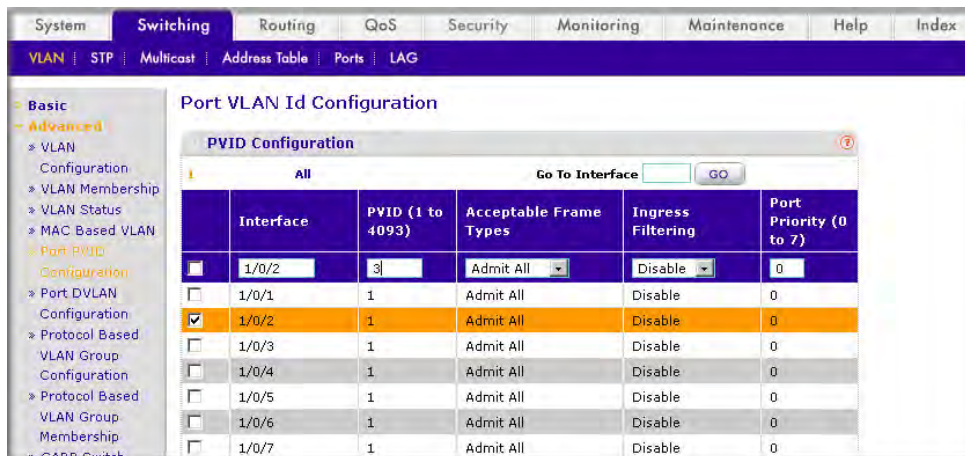 System Switching Routing QoS Security Monitoring Maintenance Help Index
VLAN STP Multicast Address Table Ports LAG
Basic
Advanced
» VLAN
Configuration
» VLAN Membership
» VLAN Status
» MAC Based VLAN
» Port PVID
Configuration
» Port DVLAN
Configuration
» Protocol Based
VLAN Group
Configuration
» Protocol Based
VLAN Group
Membership
» GARP Switch
Port VLAN Id Configuration
PVID Configuration
1 All Go To Interface GO
Interface PVID (1 to 4093) Acceptable Frame Types Ingress Filtering Port Priority (0 to 7)
1/0/2 3 Admit All Disable 0
1/0/1 1 Admit All Disable 0
1/0/2 1 Admit All Disable 0
1/0/3 1 Admit All Disable 0
1/0/4 1 Admit All Disable 0
1/0/5 1 Admit All Disable 0
1/0/6 1 Admit All Disable 0
1/0/7 1 Admit All Disable 0